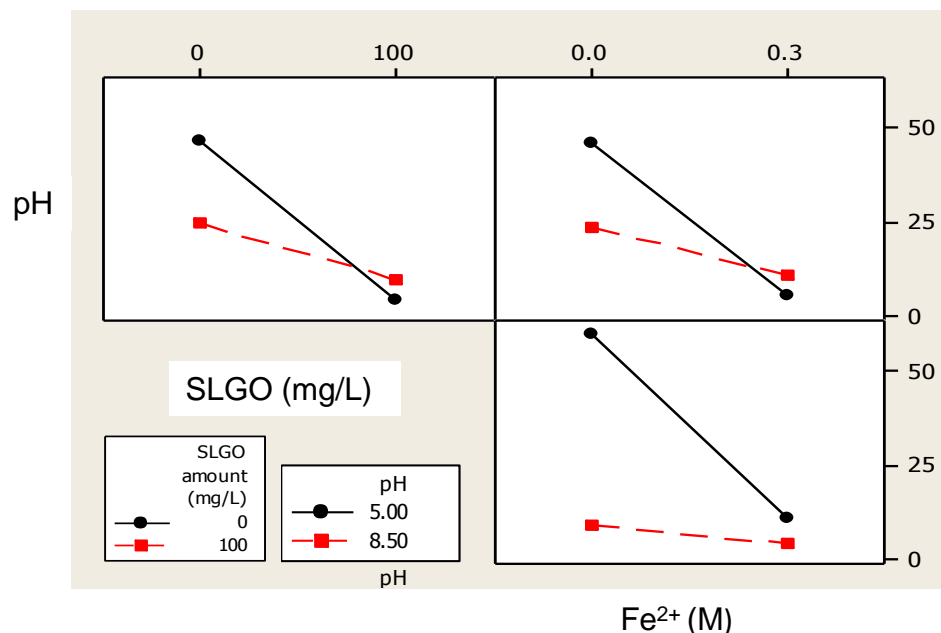 0 100 0.0 0.3
50
pH
25
0
SLGO (mg/L)
50
SLGO
amount
(mg/L)
0
100
pH
5.00
8.50
pH
25
0
Fe²⁺ (M)